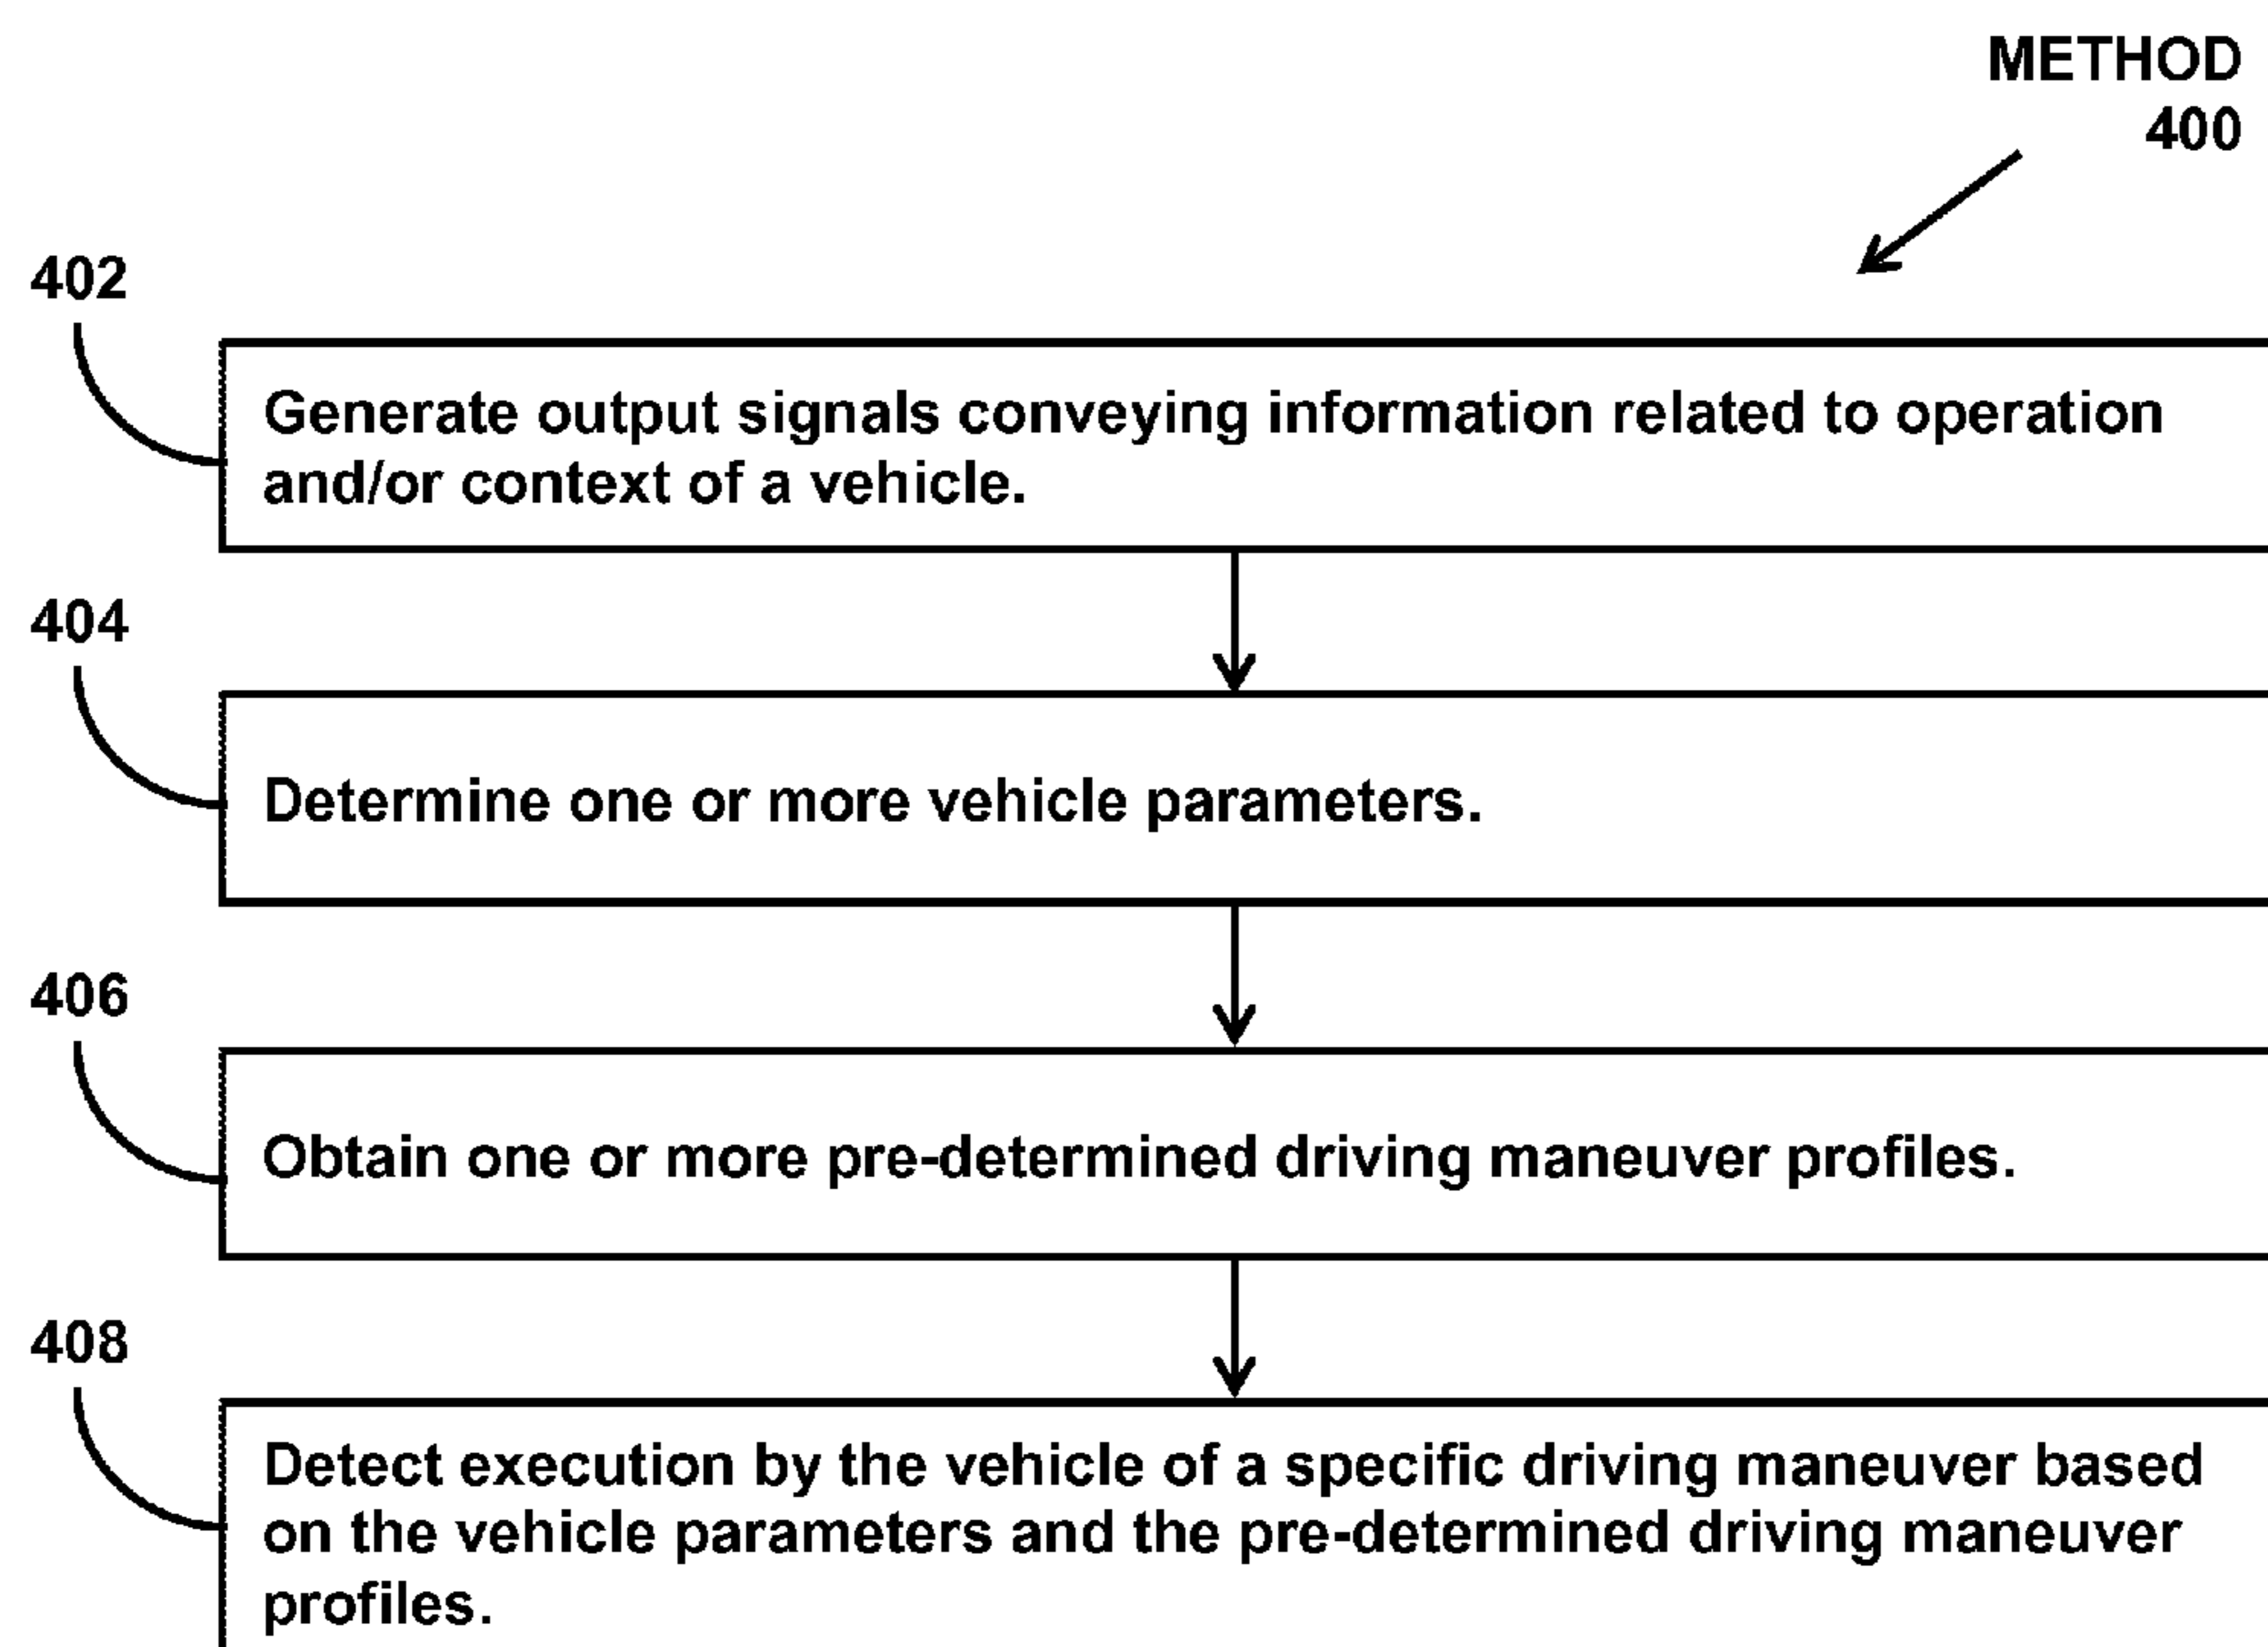 METHOD
400
402
Generate output signals conveying information related to operation
and/or context of a vehicle.
404
Determine one or more vehicle parameters.
406
Obtain one or more pre-determined driving maneuver profiles.
408
Detect execution by the vehicle of a specific driving maneuver based
on the vehicle parameters and the pre-determined driving maneuver
profiles.